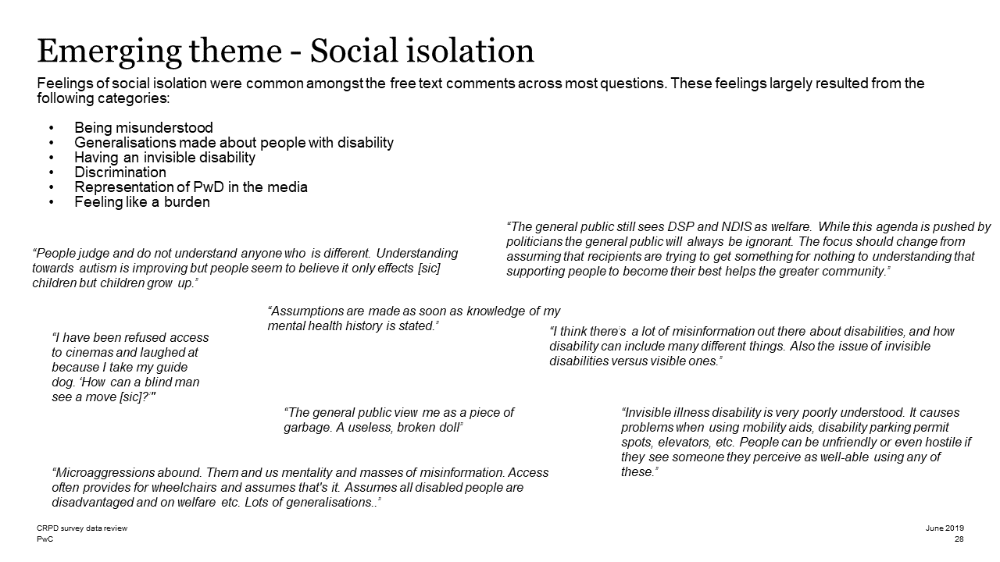 Emerging theme - Social isolation
Feelings of social isolation were common amongst the free text comments across most questions. These feelings largely resulted from the
following categories:
• Being misunderstood
• Generalisations made about people with disability
• Having an invisible disability
• Discrimination
• Representation of PwD in the media
• Feeling like a burden
“The general public still sees DSP and NDIS as welfare. While this agenda is pushed by
politicians the general public will always be ignorant. The focus should change from
assuming that recipients are trying to get something for nothing to understanding that
supporting people to become their best helps the greater community.”
“People judge and do not understand anyone who is different. Understanding
towards autism is improving but people seem to believe it only effects [sic]
children but children grow up.”
“Assumptions are made as soon as knowledge of my
mental health history is stated.”
“I think there’s a lot of misinformation out there about disabilities, and how
disability can include many different things. Also the issue of invisible
disabilities versus visible ones.”
“I have been refused access
to cinemas and laughed at
because I take my guide
dog. ‘How can a blind man
see a move [sic]?’"
“The general public view me as a piece of
garbage. A useless, broken doll”
“Invisible illness disability is very poorly understood. It causes
problems when using mobility aids, disability parking permit
spots, elevators, etc. People can be unfriendly or even hostile if
they see someone they perceive as well-able using any of
these.”
“Microaggressions abound. Them and us mentality and masses of misinformation. Access
often provides for wheelchairs and assumes that's it. Assumes all disabled people are
disadvantaged and on welfare etc. Lots of generalisations..”
CRPD survey data review
PwC
June 2019
28